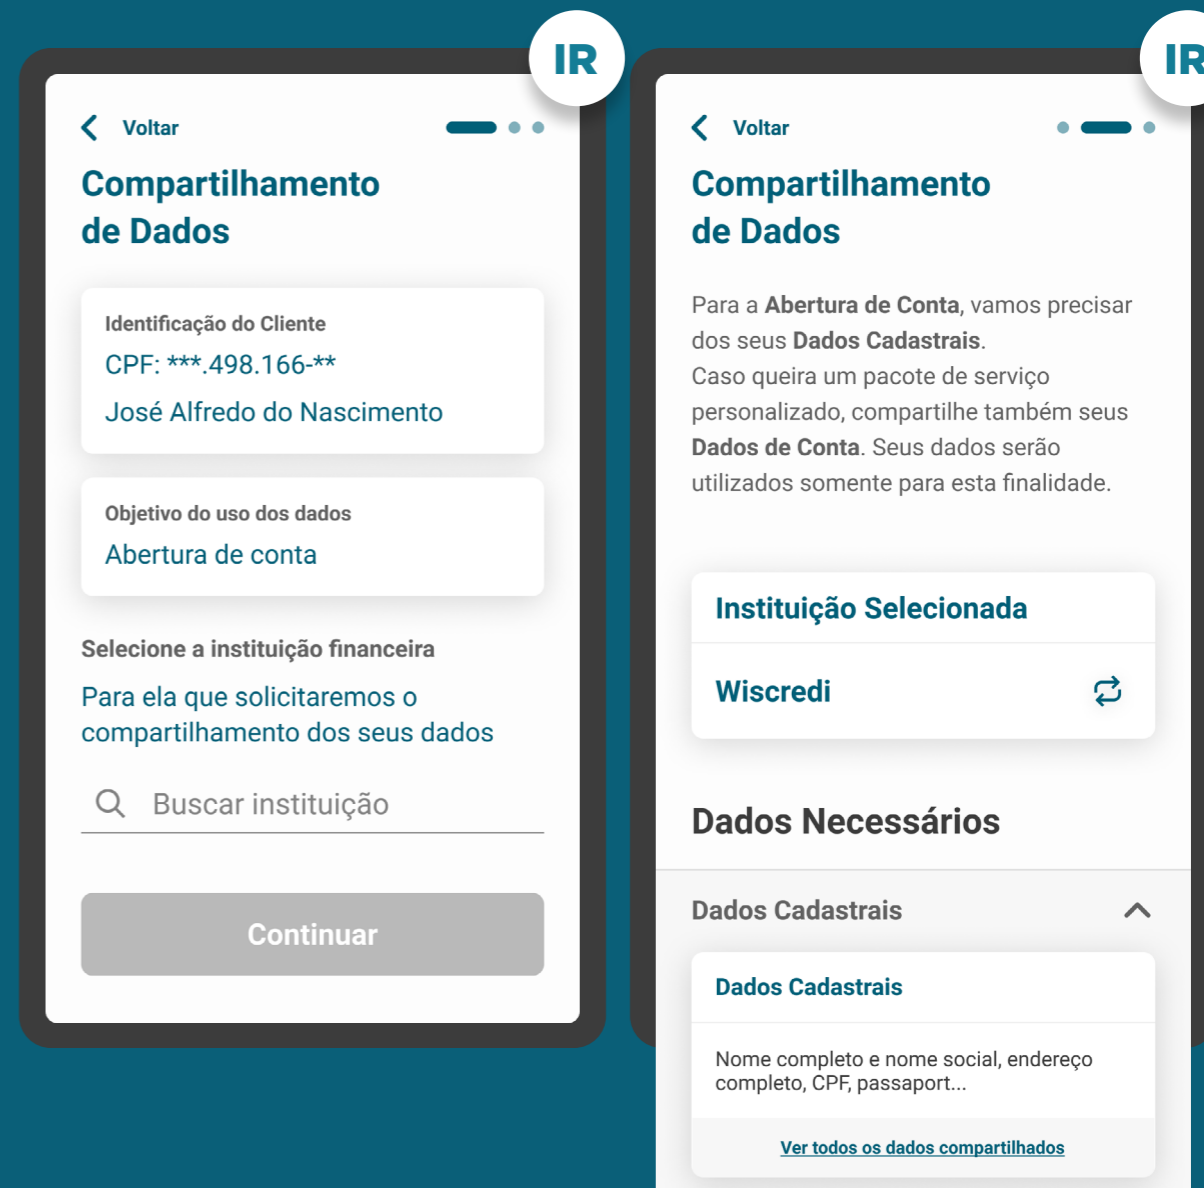 IR
Voltar
Compartilhamento
de Dados
Identificação do Cliente
CPF: ***.498.166-**
José Alfredo do Nascimento
Objetivo do uso dos dados
Abertura de conta
Selecione a instituição financeira
Para ela que solicitaremos o
compartilhamento dos seus dados
Buscar instituição
Continuar
IR
Voltar
Compartilhamento
de Dados
Para a Abertura de Conta, vamos precisar
dos seus Dados Cadastrais.
Caso queira um pacote de serviço
personalizado, compartilhe também seus
Dados de Conta. Seus dados serão
utilizados somente para esta finalidade.
Instituição Selecionada
Wiscredi
Dados Necessários
Dados Cadastrais
Dados Cadastrais
Nome completo e nome social, endereço
completo, CPF, passaport...
Ver todos os dados compartilhados